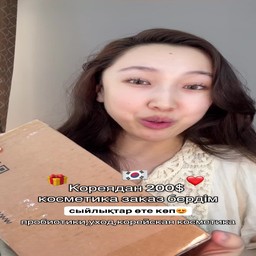 🎁 🇰🇷 ❤️
Кореядан 200$
косметика заказ бердім
сыйлықтар өте көп😍
пробиотики,уход,корейская косметика